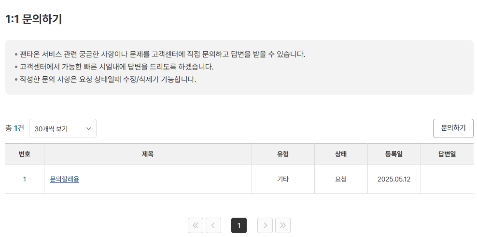 1:1 문의하기
• 팬타온 서비스 관련 궁금한 사항이나 문제를 고객센터에 직접 문의하고 답변을 받을 수 있습니다.
• 고객센터에서 가능한 빠른 시일내에 답변을 드리도록 하겠습니다.
• 작성한 문의 사항은 요청 상태일때 수정/삭제가 가능합니다.
총 1건 30개씩 보기 문의하기
번호 제목 유형 상태 등록일 답변일
1 문의할래용 기타 요청 2025.05.12
« ‹ 1 › »